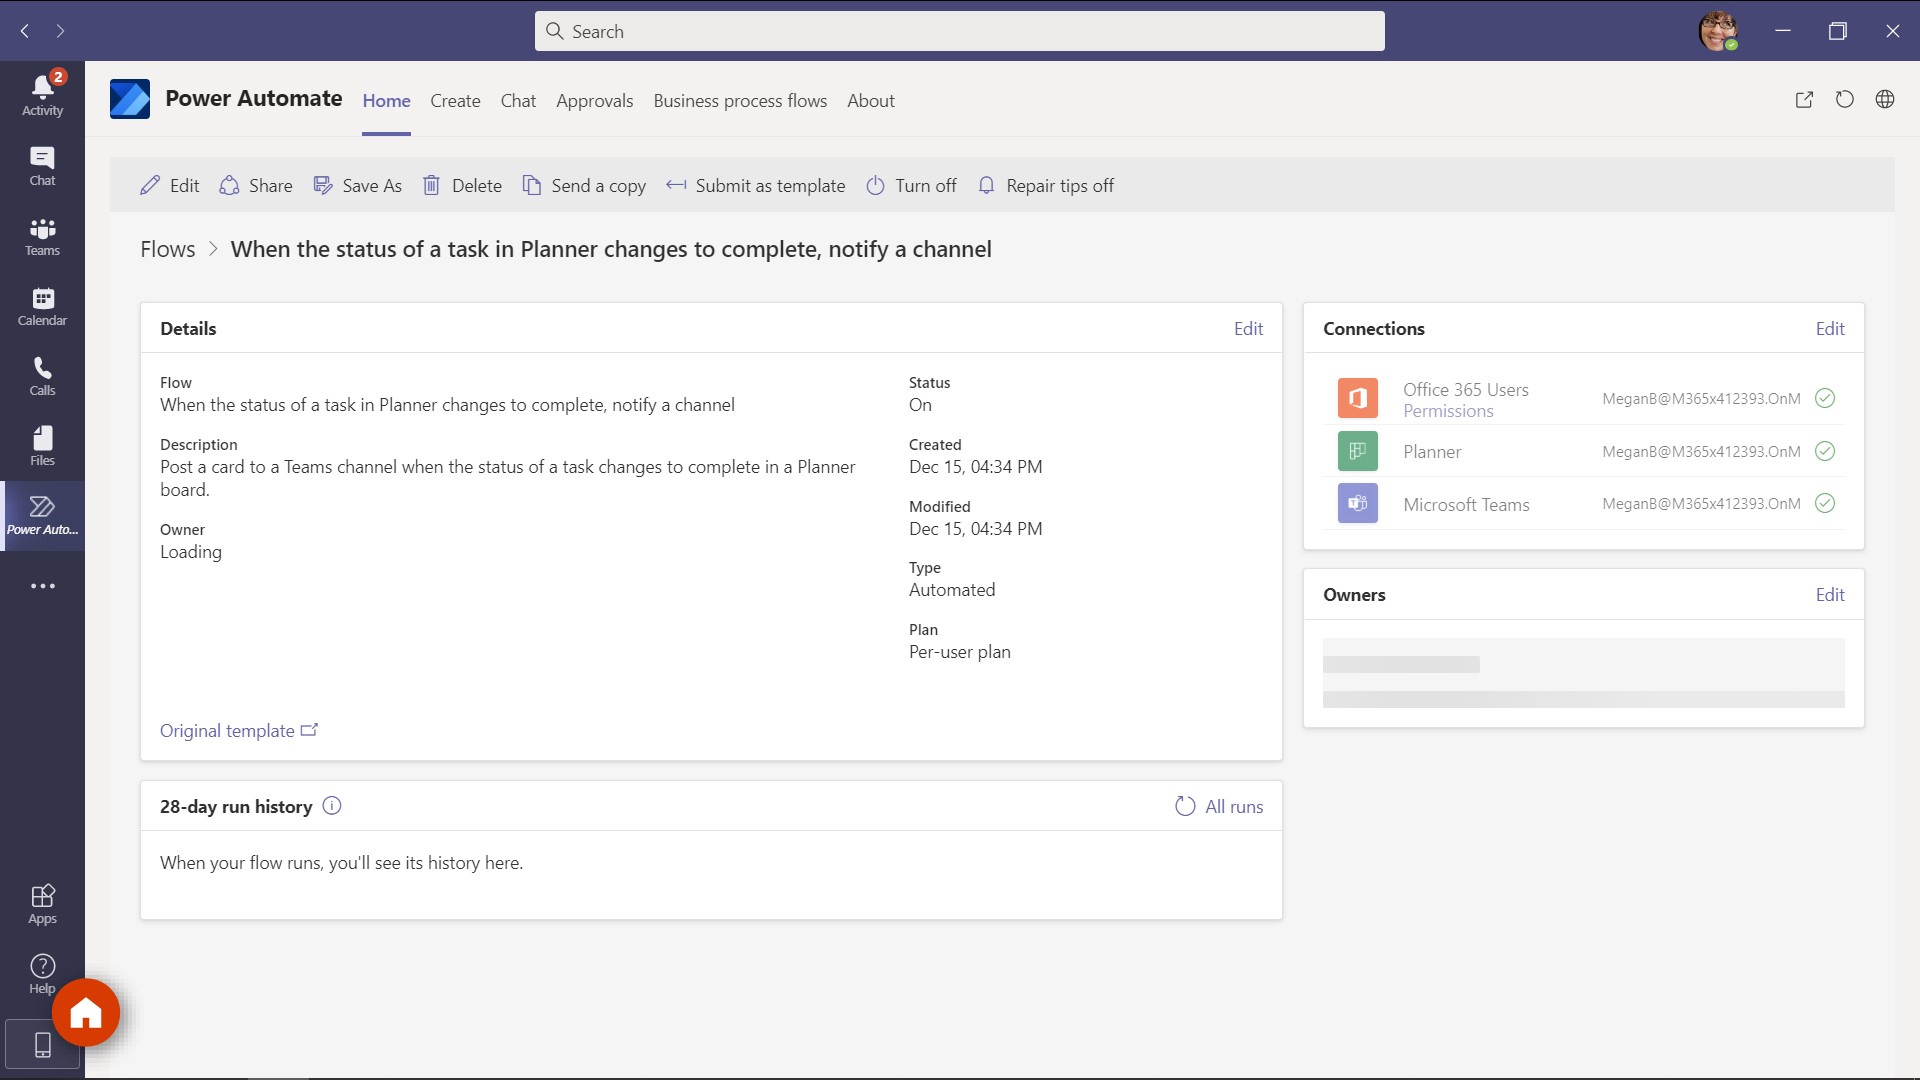 Search
2
Activity
Chat
Teams
Calendar
Calls
Files
Power Auto...
Apps
Help
Power Automate
Home
Create
Chat
Approvals
Business process flows
About
Edit
Share
Save As
Delete
Send a copy
Submit as template
Turn off
Repair tips off
Flows > When the status of a task in Planner changes to complete, notify a channel
Details
Edit
Flow
When the status of a task in Planner changes to complete, notify a channel
Description
Post a card to a Teams channel when the status of a task changes to complete in a Planner
board.
Owner
Loading
Status
On
Created
Dec 15, 04:34 PM
Modified
Dec 15, 04:34 PM
Type
Automated
Plan
Per-user plan
Original template
28-day run history
All runs
When your flow runs, you'll see its history here.
Connections
Edit
Office 365 Users
Permissions
MeganB@M365x412393.OnM
Planner
MeganB@M365x412393.OnM
Microsoft Teams
MeganB@M365x412393.OnM
Owners
Edit